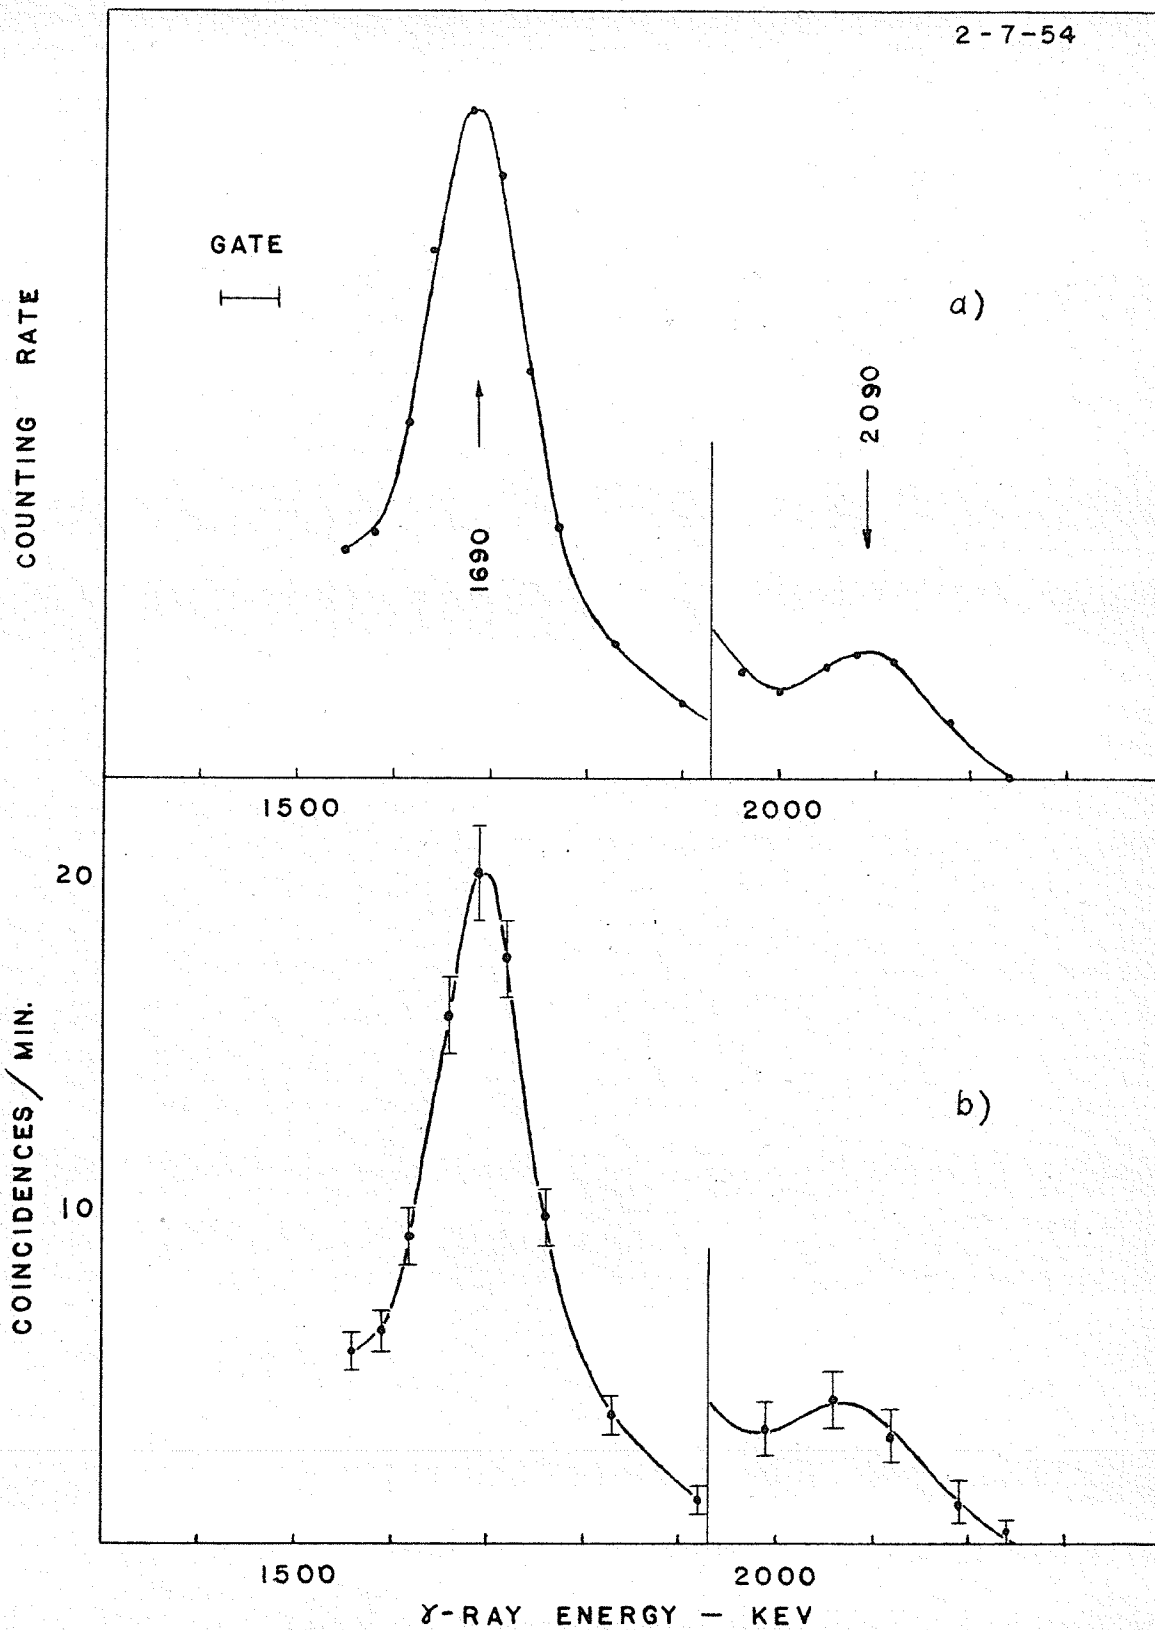 2-7-54
GATE
a)
COUNTING RATE
1690
2090
1500 2000
20
10
b)
COINCIDENCES/MIN.
1500 2000
γ-RAY ENERGY — KEV